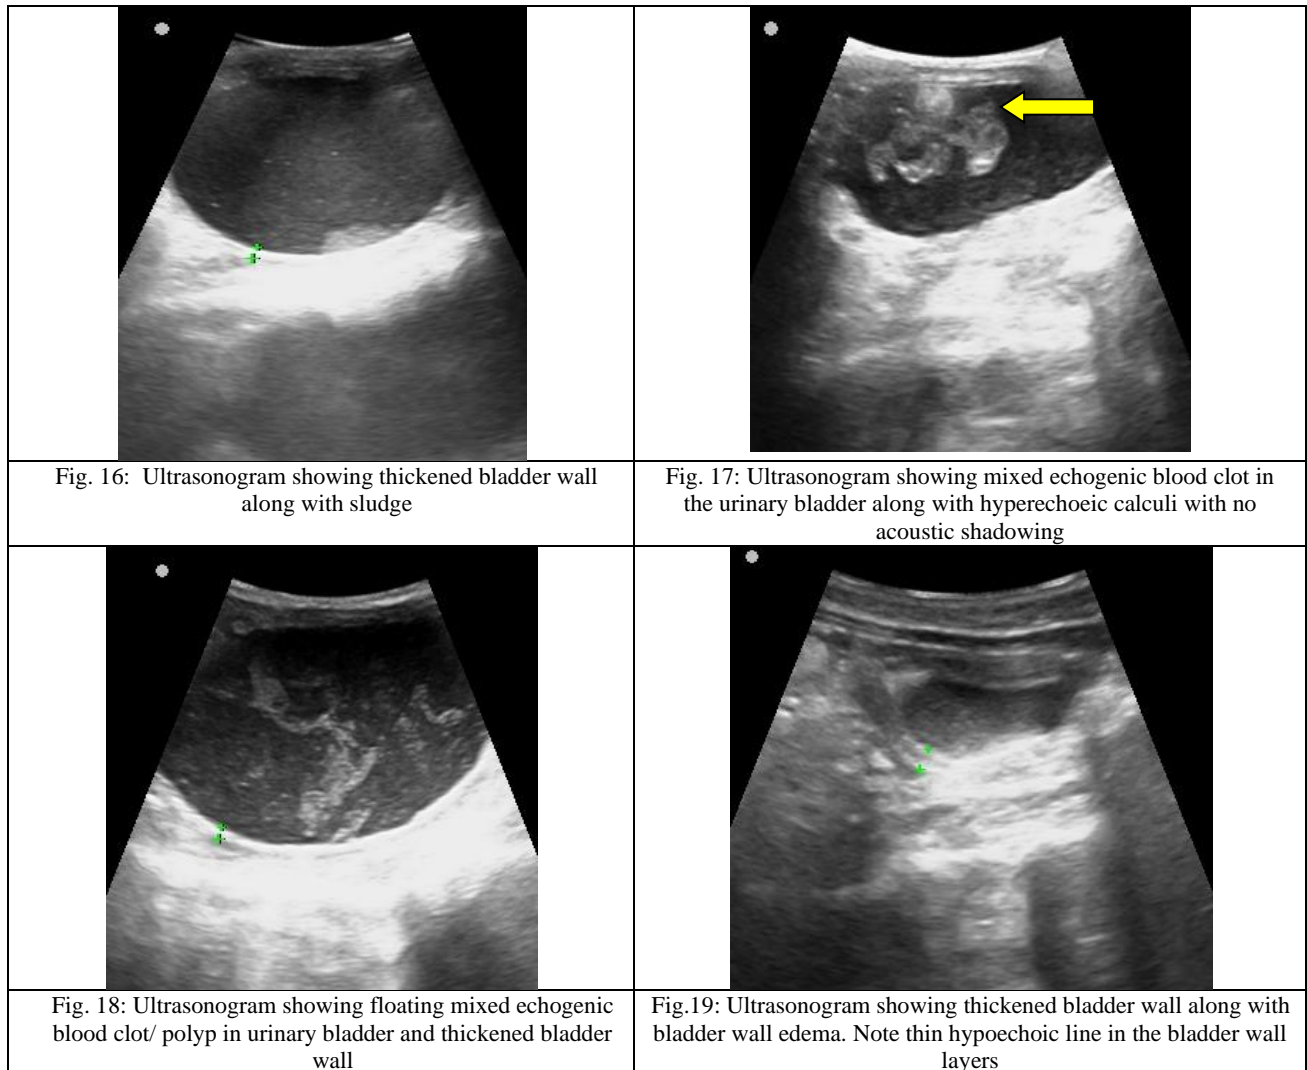 Fig. 16:  Ultrasonogram showing thickened bladder wall
along with sludge
Fig. 17: Ultrasonogram showing mixed echogenic blood clot in
the urinary bladder along with hyperechoeic calculi with no
acoustic shadowing
Fig. 18: Ultrasonogram showing floating mixed echogenic
blood clot/ polyp in urinary bladder and thickened bladder
wall
Fig.19: Ultrasonogram showing thickened bladder wall along with
bladder wall edema. Note thin hypoechoic line in the bladder wall
layers